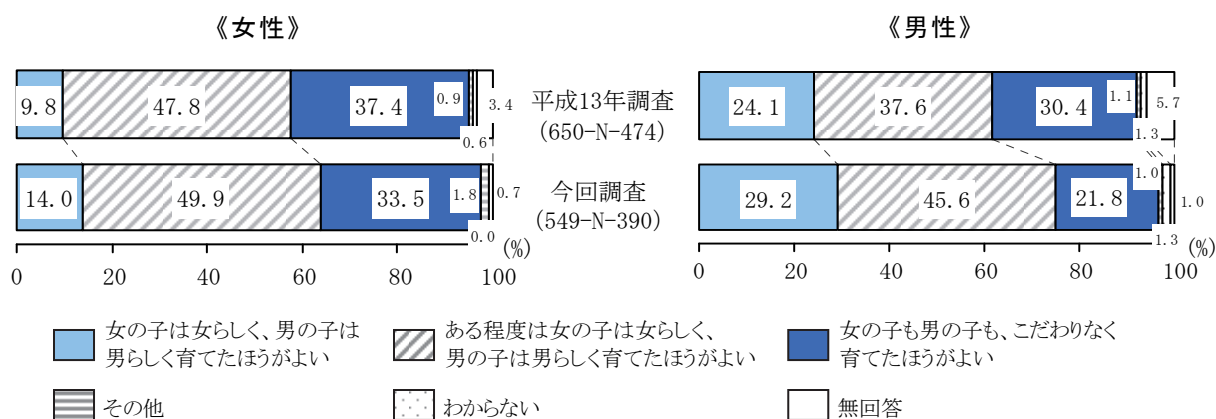 《女性》
《男性》
9.8
47.8
37.4
0.9
0.6
3.4
平成13年調査
(650-N-474)
24.1
37.6
30.4
1.1
1.3
5.7
14.0
49.9
33.5
1.8
0.0
0.7
今回調査
(549-N-390)
29.2
45.6
21.8
1.0
1.3
1.0
0 20 40 60 80 100 (%)
0 20 40 60 80 100 (%)
女の子は女らしく、男の子は
男らしく育てたほうがよい
ある程度は女の子は女らしく、
男の子は男らしく育てたほうがよい
女の子も男の子も、こだわりなく
育てたほうがよい
その他
わからない
無回答